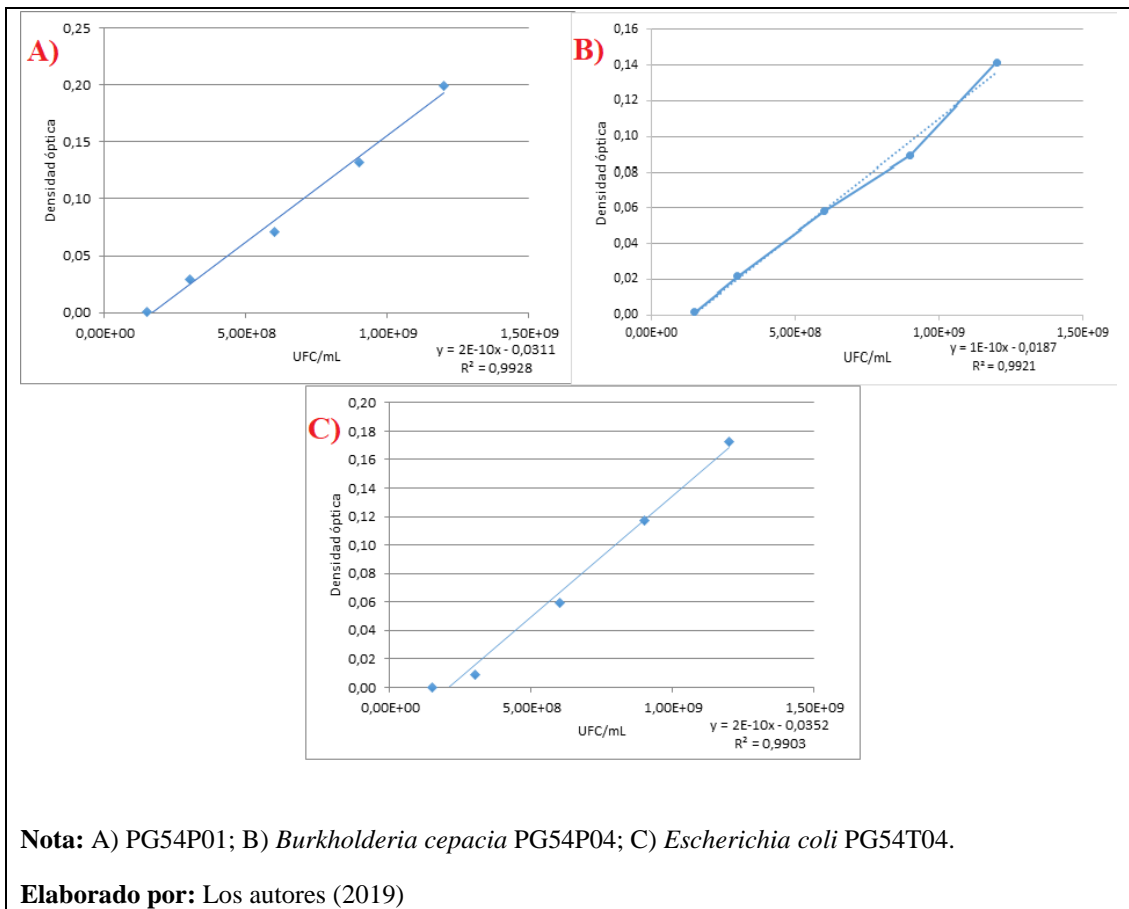 A)
0,25
0,20
0,15
0,10
0,05
0,00
Densidad óptica
0,00E+00 5,00E+08 1,00E+09 1,50E+09
UFC/mL
y = 2E-10x - 0,0311
R² = 0,9928
B)
0,14
0,12
0,10
0,08
0,06
0,04
0,02
0,00
Densidad óptica
0,00E+00 5,00E+08 1,00E+09 1,50E+09
UFC/mL
y = 1E-10x - 0,0187
R² = 0,9921
C)
0,20
0,18
0,16
0,14
0,12
0,10
0,08
0,06
0,04
0,02
0,00
Densidad óptica
0,00E+00 5,00E+08 1,00E+09 1,50E+09
UFC/mL
y = 2E-10x - 0,0352
R² = 0,9903
Nota: A) PG54P01; B) Burkholderia cepacia PG54P04; C) Escherichia coli PG54T04.
Elaborado por: Los autores (2019)